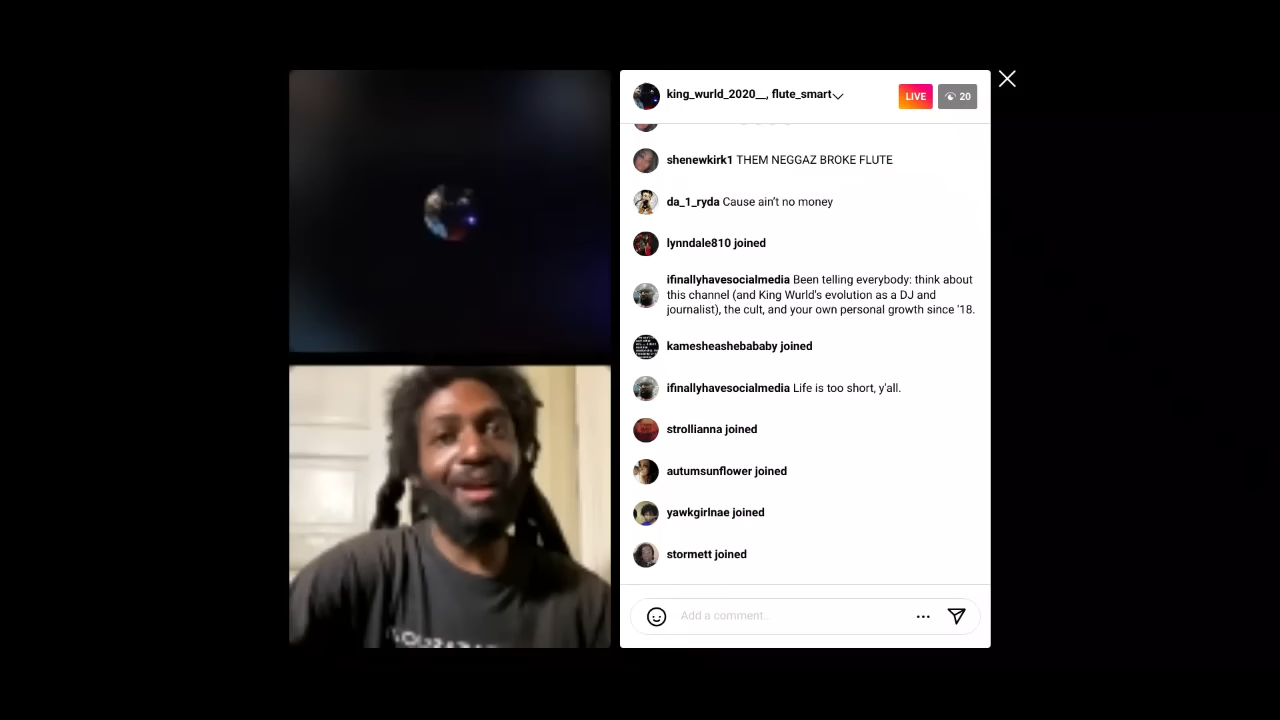 king_wurld_2020__, flute_smart
LIVE
20
shenewkirk1 THEM NEGGAZ BROKE FLUTE
da_1_ryda Cause ain't no money
lynndale810 joined
ifinallyhavesocialmedia Been telling everybody: think about
this channel (and King Wurld's evolution as a DJ and
journalist), the cult, and your own personal growth since '18.
kamesheashebababy joined
ifinallyhavesocialmedia Life is too short, y'all.
strollianna joined
autumsunflower joined
yawkgirlnae joined
stormett joined
Add a comment...